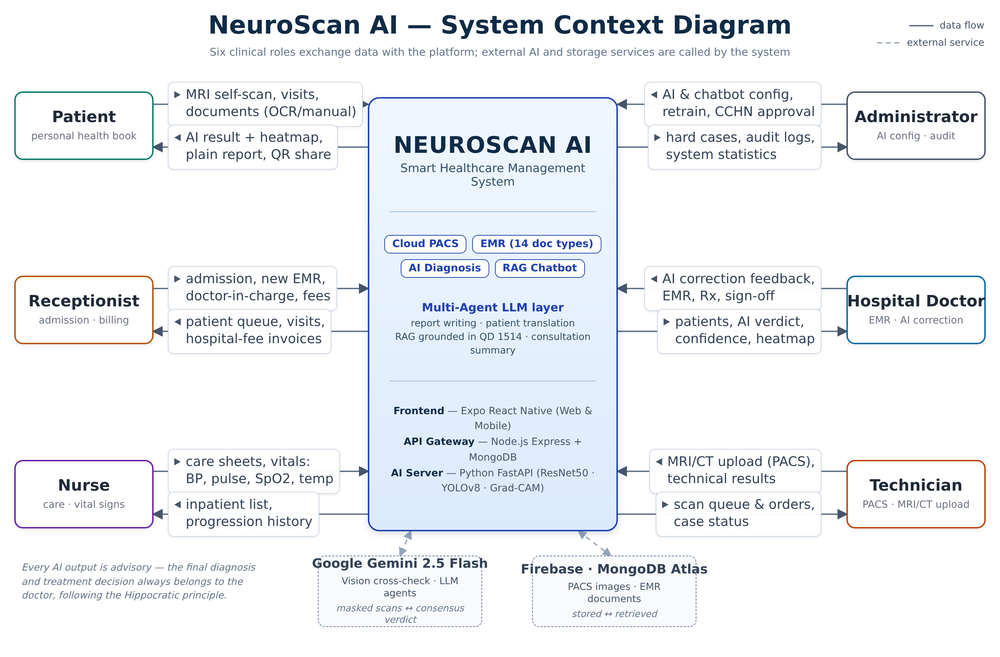 NeuroScan AI — System Context Diagram
Six clinical roles exchange data with the platform; external AI and storage services are called by the system
data flow
external service
Patient
personal health book
▶ MRI self-scan, visits,
documents (OCR/manual)
◀ AI result + heatmap,
plain report, QR share
Receptionist
admission · billing
▶ admission, new EMR,
doctor-in-charge, fees
◀ patient queue, visits,
hospital-fee invoices
Nurse
care · vital signs
▶ care sheets, vitals:
BP, pulse, SpO2, temp
◀ inpatient list,
progression history
NEUROSCAN AI
Smart Healthcare Management
System
Cloud PACS
EMR (14 doc types)
AI Diagnosis
RAG Chatbot
Multi-Agent LLM layer
report writing · patient translation
RAG grounded in QD 1514 · consultation
summary
Frontend — Expo React Native (Web &
Mobile)
API Gateway — Node.js Express +
MongoDB
AI Server — Python FastAPI (ResNet50 ·
YOLOv8 · Grad-CAM)
◀ AI & chatbot config,
retrain, CCHN approval
▶ hard cases, audit logs,
system statistics
Administrator
AI config · audit
◀ AI correction feedback,
EMR, Rx, sign-off
▶ patients, AI verdict,
confidence, heatmap
Hospital Doctor
EMR · AI correction
◀ MRI/CT upload (PACS),
technical results
▶ scan queue & orders,
case status
Technician
PACS · MRI/CT upload
Every AI output is advisory — the final diagnosis
and treatment decision always belongs to the
doctor, following the Hippocratic principle.
Google Gemini 2.5 Flash
Vision cross-check · LLM
agents
masked scans ↔ consensus
verdict
Firebase · MongoDB Atlas
PACS images · EMR
documents
stored ↔ retrieved